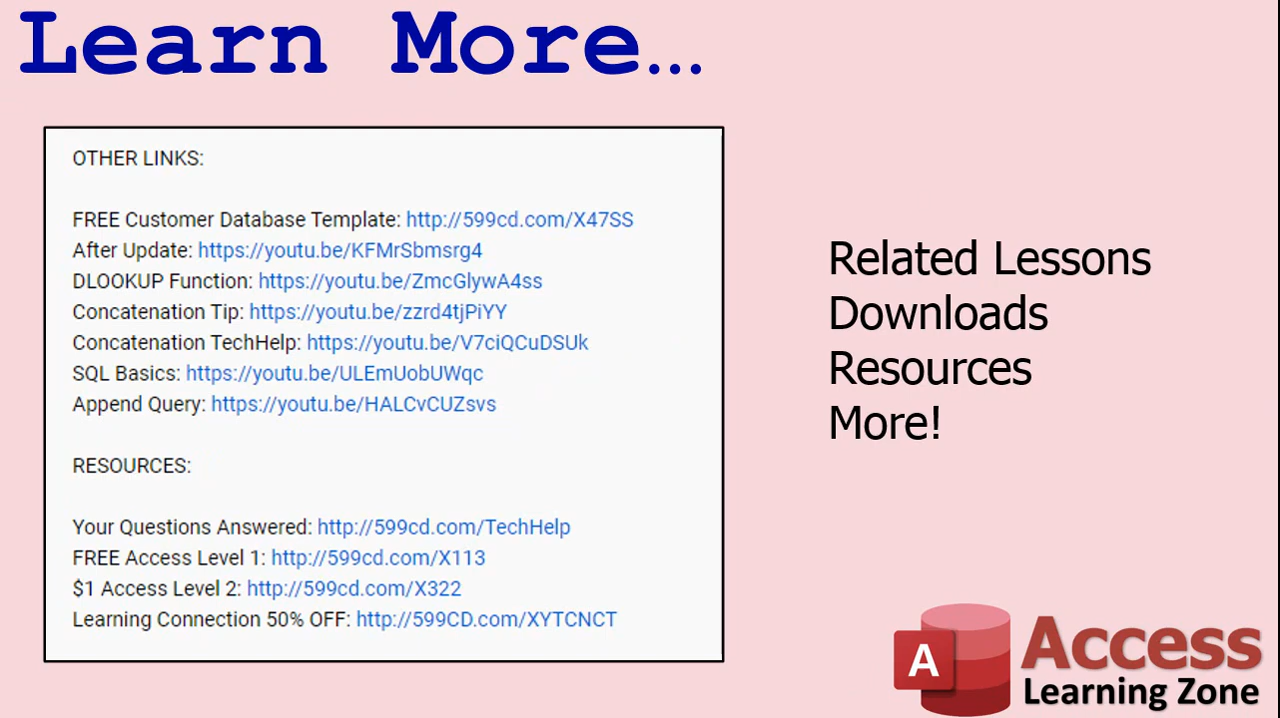 Learn More...
OTHER LINKS:
FREE Customer Database Template: http://599cd.com/X47SS
After Update: https://youtu.be/KFMrSbmsrg4
DLOOKUP Function: https://youtu.be/ZmcGlywA4ss
Concatenation Tip: https://youtu.be/zzrd4tjPiYY
Concatenation TechHelp: https://youtu.be/V7ciQCuDSUk
SQL Basics: https://youtu.be/ULEmUobUWqc
Append Query: https://youtu.be/HALCvCUZsvs
RESOURCES:
Your Questions Answered: http://599cd.com/TechHelp
FREE Access Level 1: http://599cd.com/X113
$1 Access Level 2: http://599cd.com/X322
Learning Connection 50% OFF: http://599CD.com/XYTCNCT
Related Lessons
Downloads
Resources
More!
A
Access
Learning Zone